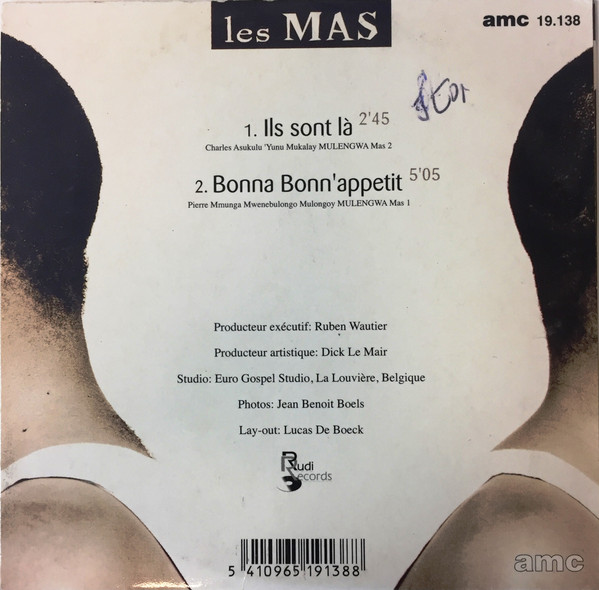 les MAS
amc 19.138
1. Ils sont là 2'45
Charles Asukulu 'Yunu Mukalay MULENGWA Mas 2
2. Bonna Bonn'appetit 5'05
Pierre Mmunga Mwenebulongo Mulongoy MULENGWA Mas 1
Producteur exécutif: Ruben Wautier
Producteur artistique: Dick Le Mair
Studio: Euro Gospel Studio, La Louvière, Belgique
Photos: Jean Benoit Boels
Lay-out: Lucas De Boeck
Rudi
Records
5 410965 191388
amc